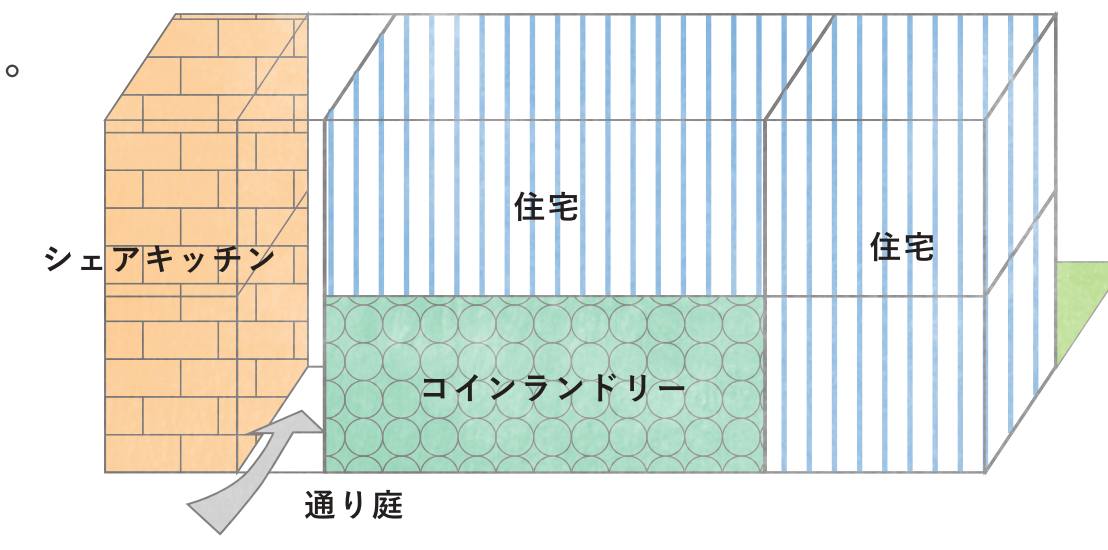 。
住宅
住宅
シェアキッチン
コインランドリー
通り庭